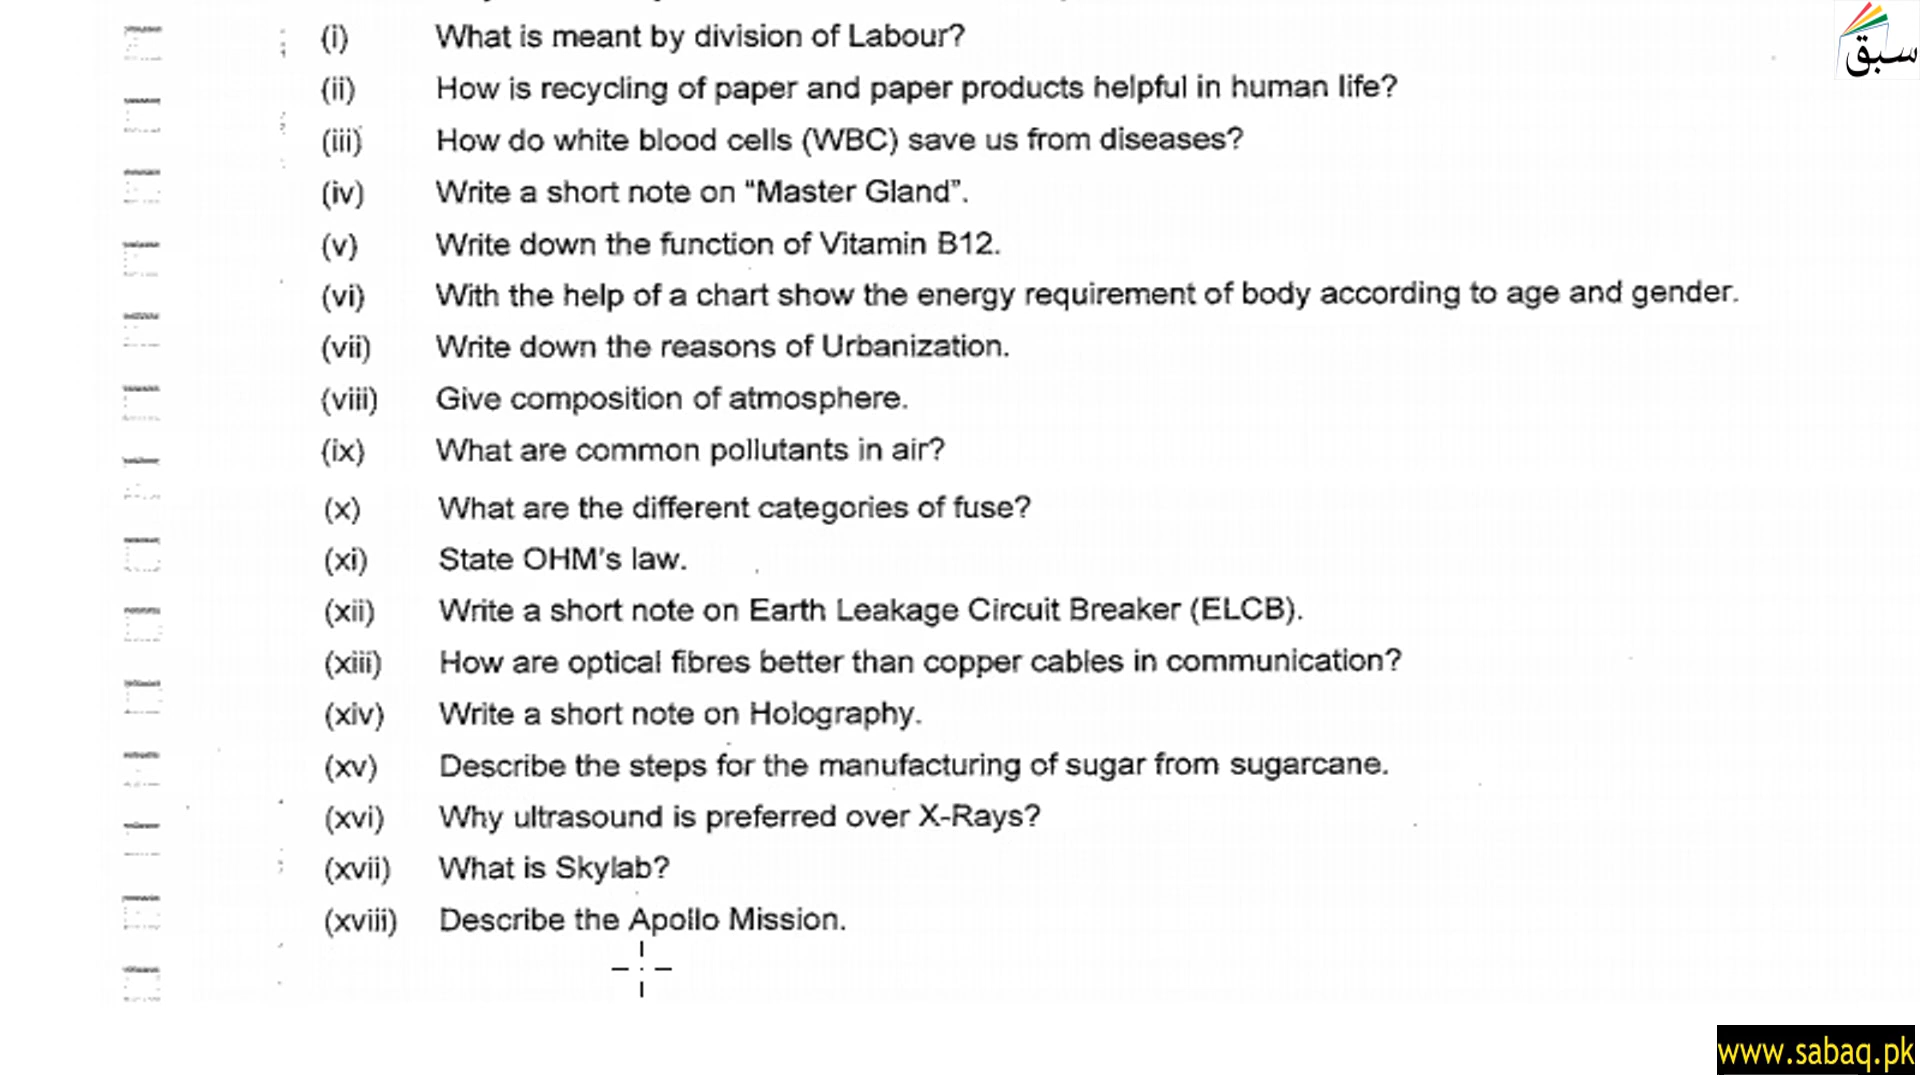 سبق
(i) What is meant by division of Labour?
(ii) How is recycling of paper and paper products helpful in human life?
(iii) How do white blood cells (WBC) save us from diseases?
(iv) Write a short note on “Master Gland”.
(v) Write down the function of Vitamin B12.
(vi) With the help of a chart show the energy requirement of body according to age and gender.
(vii) Write down the reasons of Urbanization.
(viii) Give composition of atmosphere.
(ix) What are common pollutants in air?
(x) What are the different categories of fuse?
(xi) State OHM's law.
(xii) Write a short note on Earth Leakage Circuit Breaker (ELCB).
(xiii) How are optical fibres better than copper cables in communication?
(xiv) Write a short note on Holography.
(xv) Describe the steps for the manufacturing of sugar from sugarcane.
(xvi) Why ultrasound is preferred over X-Rays?
(xvii) What is Skylab?
(xviii) Describe the Apollo Mission.
www.sabaq.pk